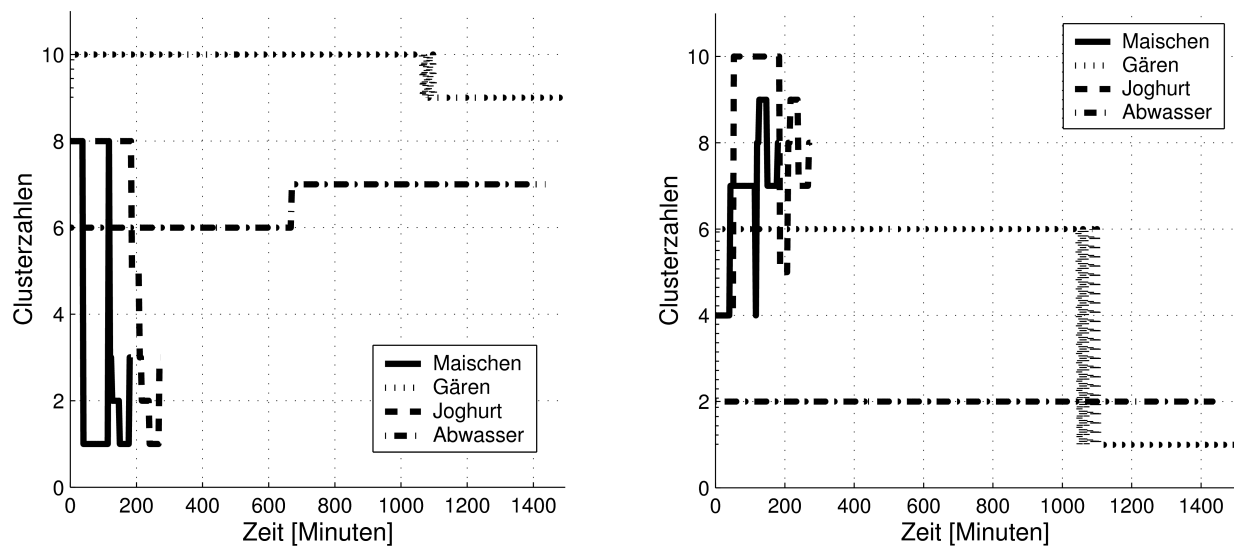 10
8
6
4
2
0
Clusterzahlen
0 200 400 600 800 1000 1200 1400
Zeit [Minuten]
Maischen
Gären
Joghurt
Abwasser
10
8
6
4
2
0
Clusterzahlen
0 200 400 600 800 1000 1200 1400
Zeit [Minuten]
Maischen
Gären
Joghurt
Abwasser